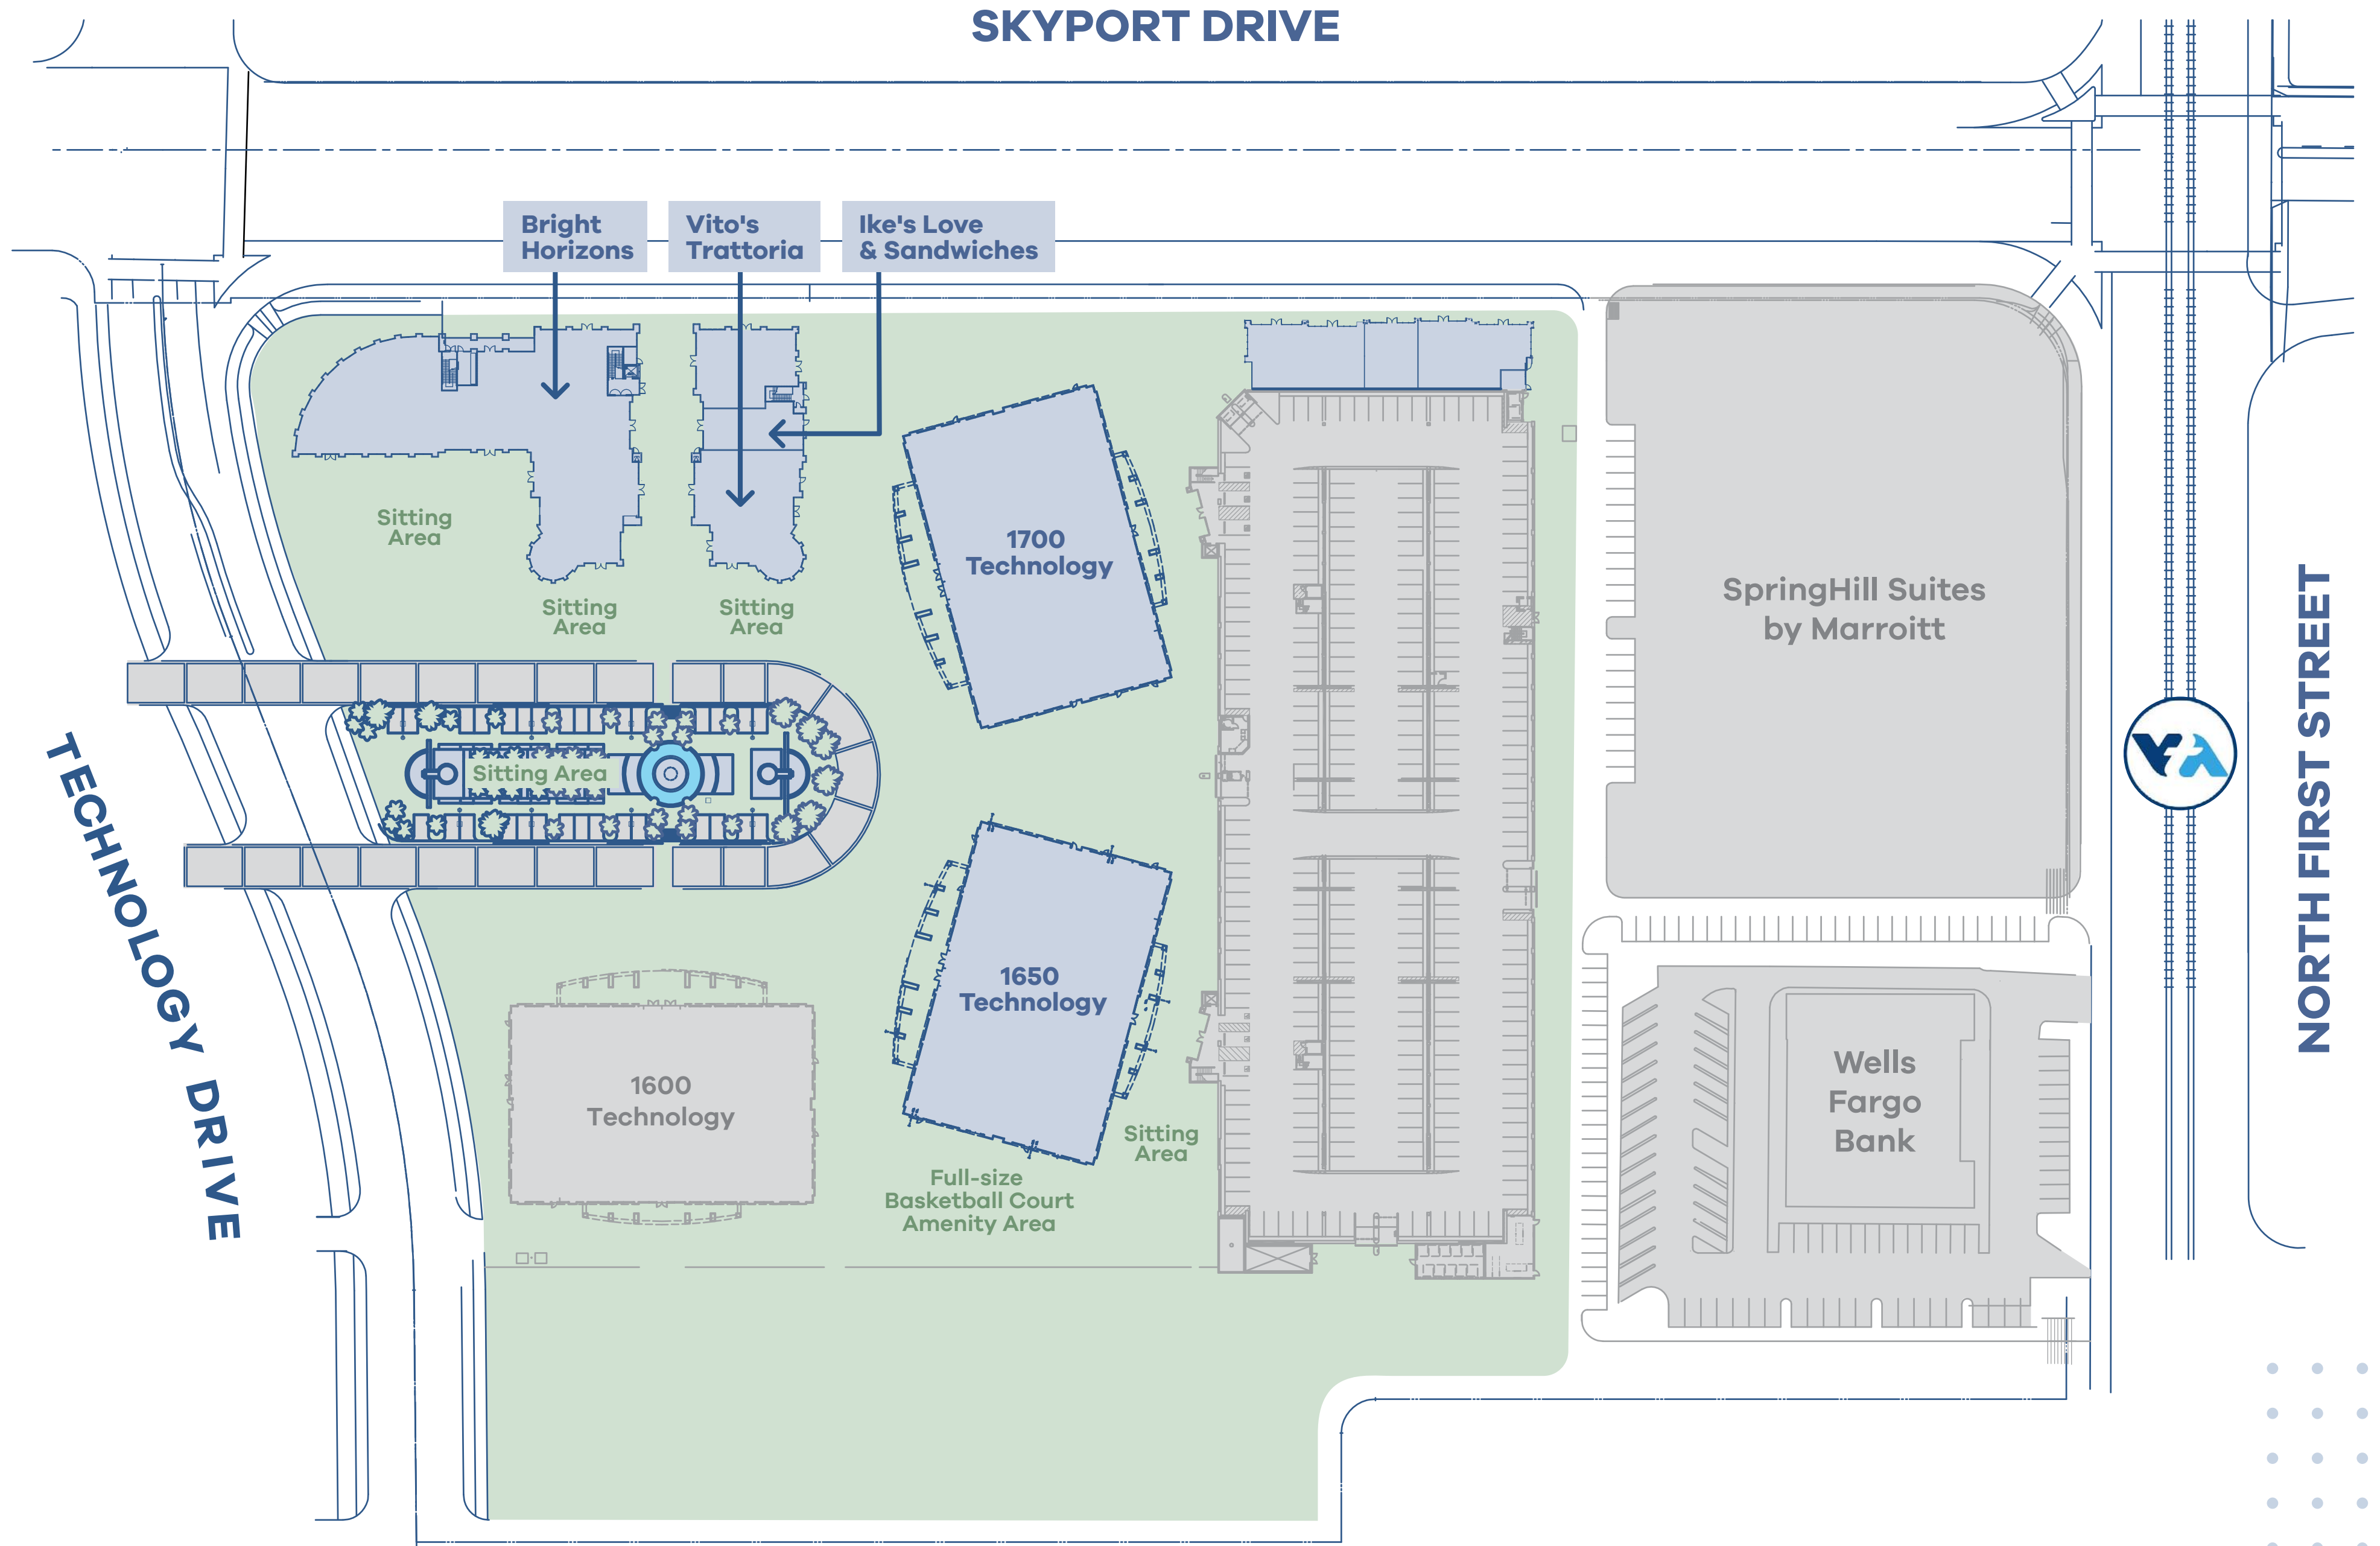 SKYPORT DRIVE
Bright
Horizons
Vito's
Trattoria
Ike's Love
& Sandwiches
Sitting
Area
Sitting
Area
Sitting
Area
1700
Technology
SpringHill Suites
by Marroitt
NORTH FIRST STREET
VTA
Sitting Area
TECHNOLOGY DRIVE
1650
Technology
1600
Technology
Wells
Fargo
Bank
Sitting
Area
Full-size
Basketball Court
Amenity Area